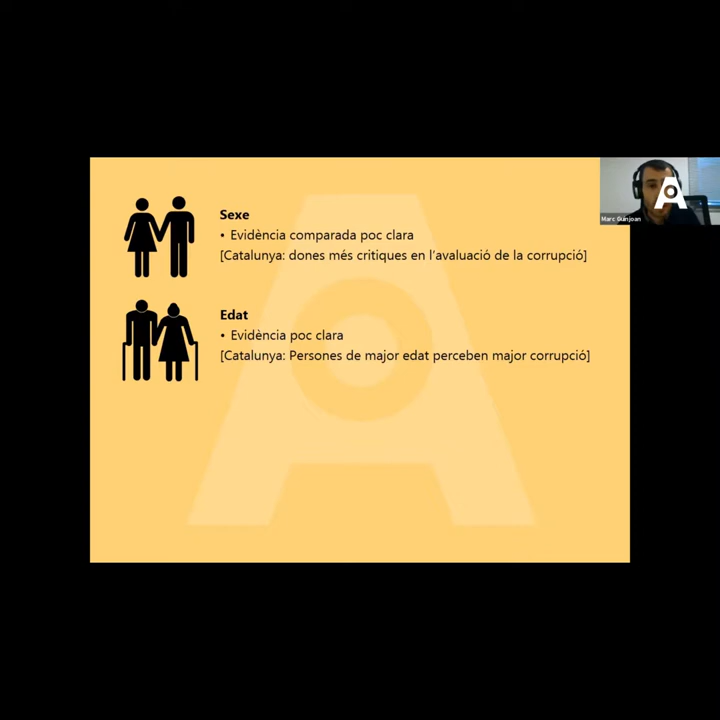 Sexe
• Evidència comparada poc clara
[Catalunya: dones més critiques en l'avaluació de la corrupció]
Edat
• Evidència poc clara
[Catalunya: Persones de major edat perceben major corrupció]
Marc Guinjoan